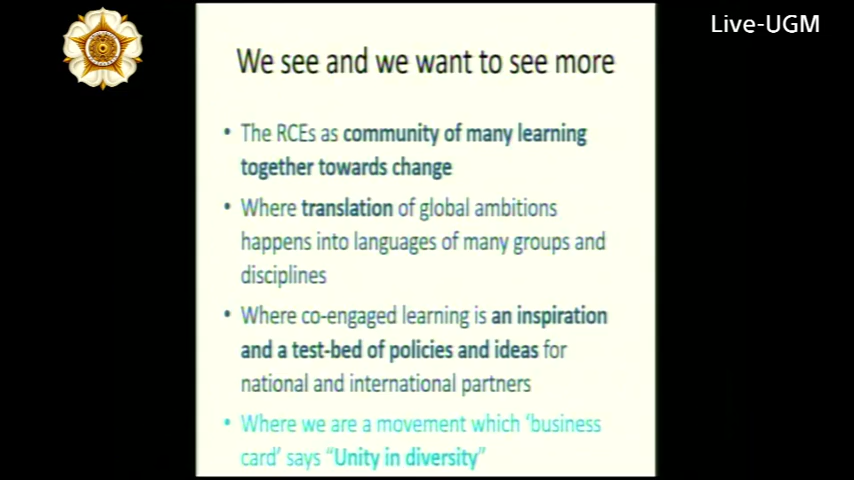 Live-UGM
We see and we want to see more
• The RCEs as community of many learning
together towards change
• Where translation of global ambitions
happens into languages of many groups and
disciplines
• Where co-engaged learning is an inspiration
and a test-bed of policies and ideas for
national and international partners
• Where we are a movement which ‘business
card’ says “Unity in diversity”